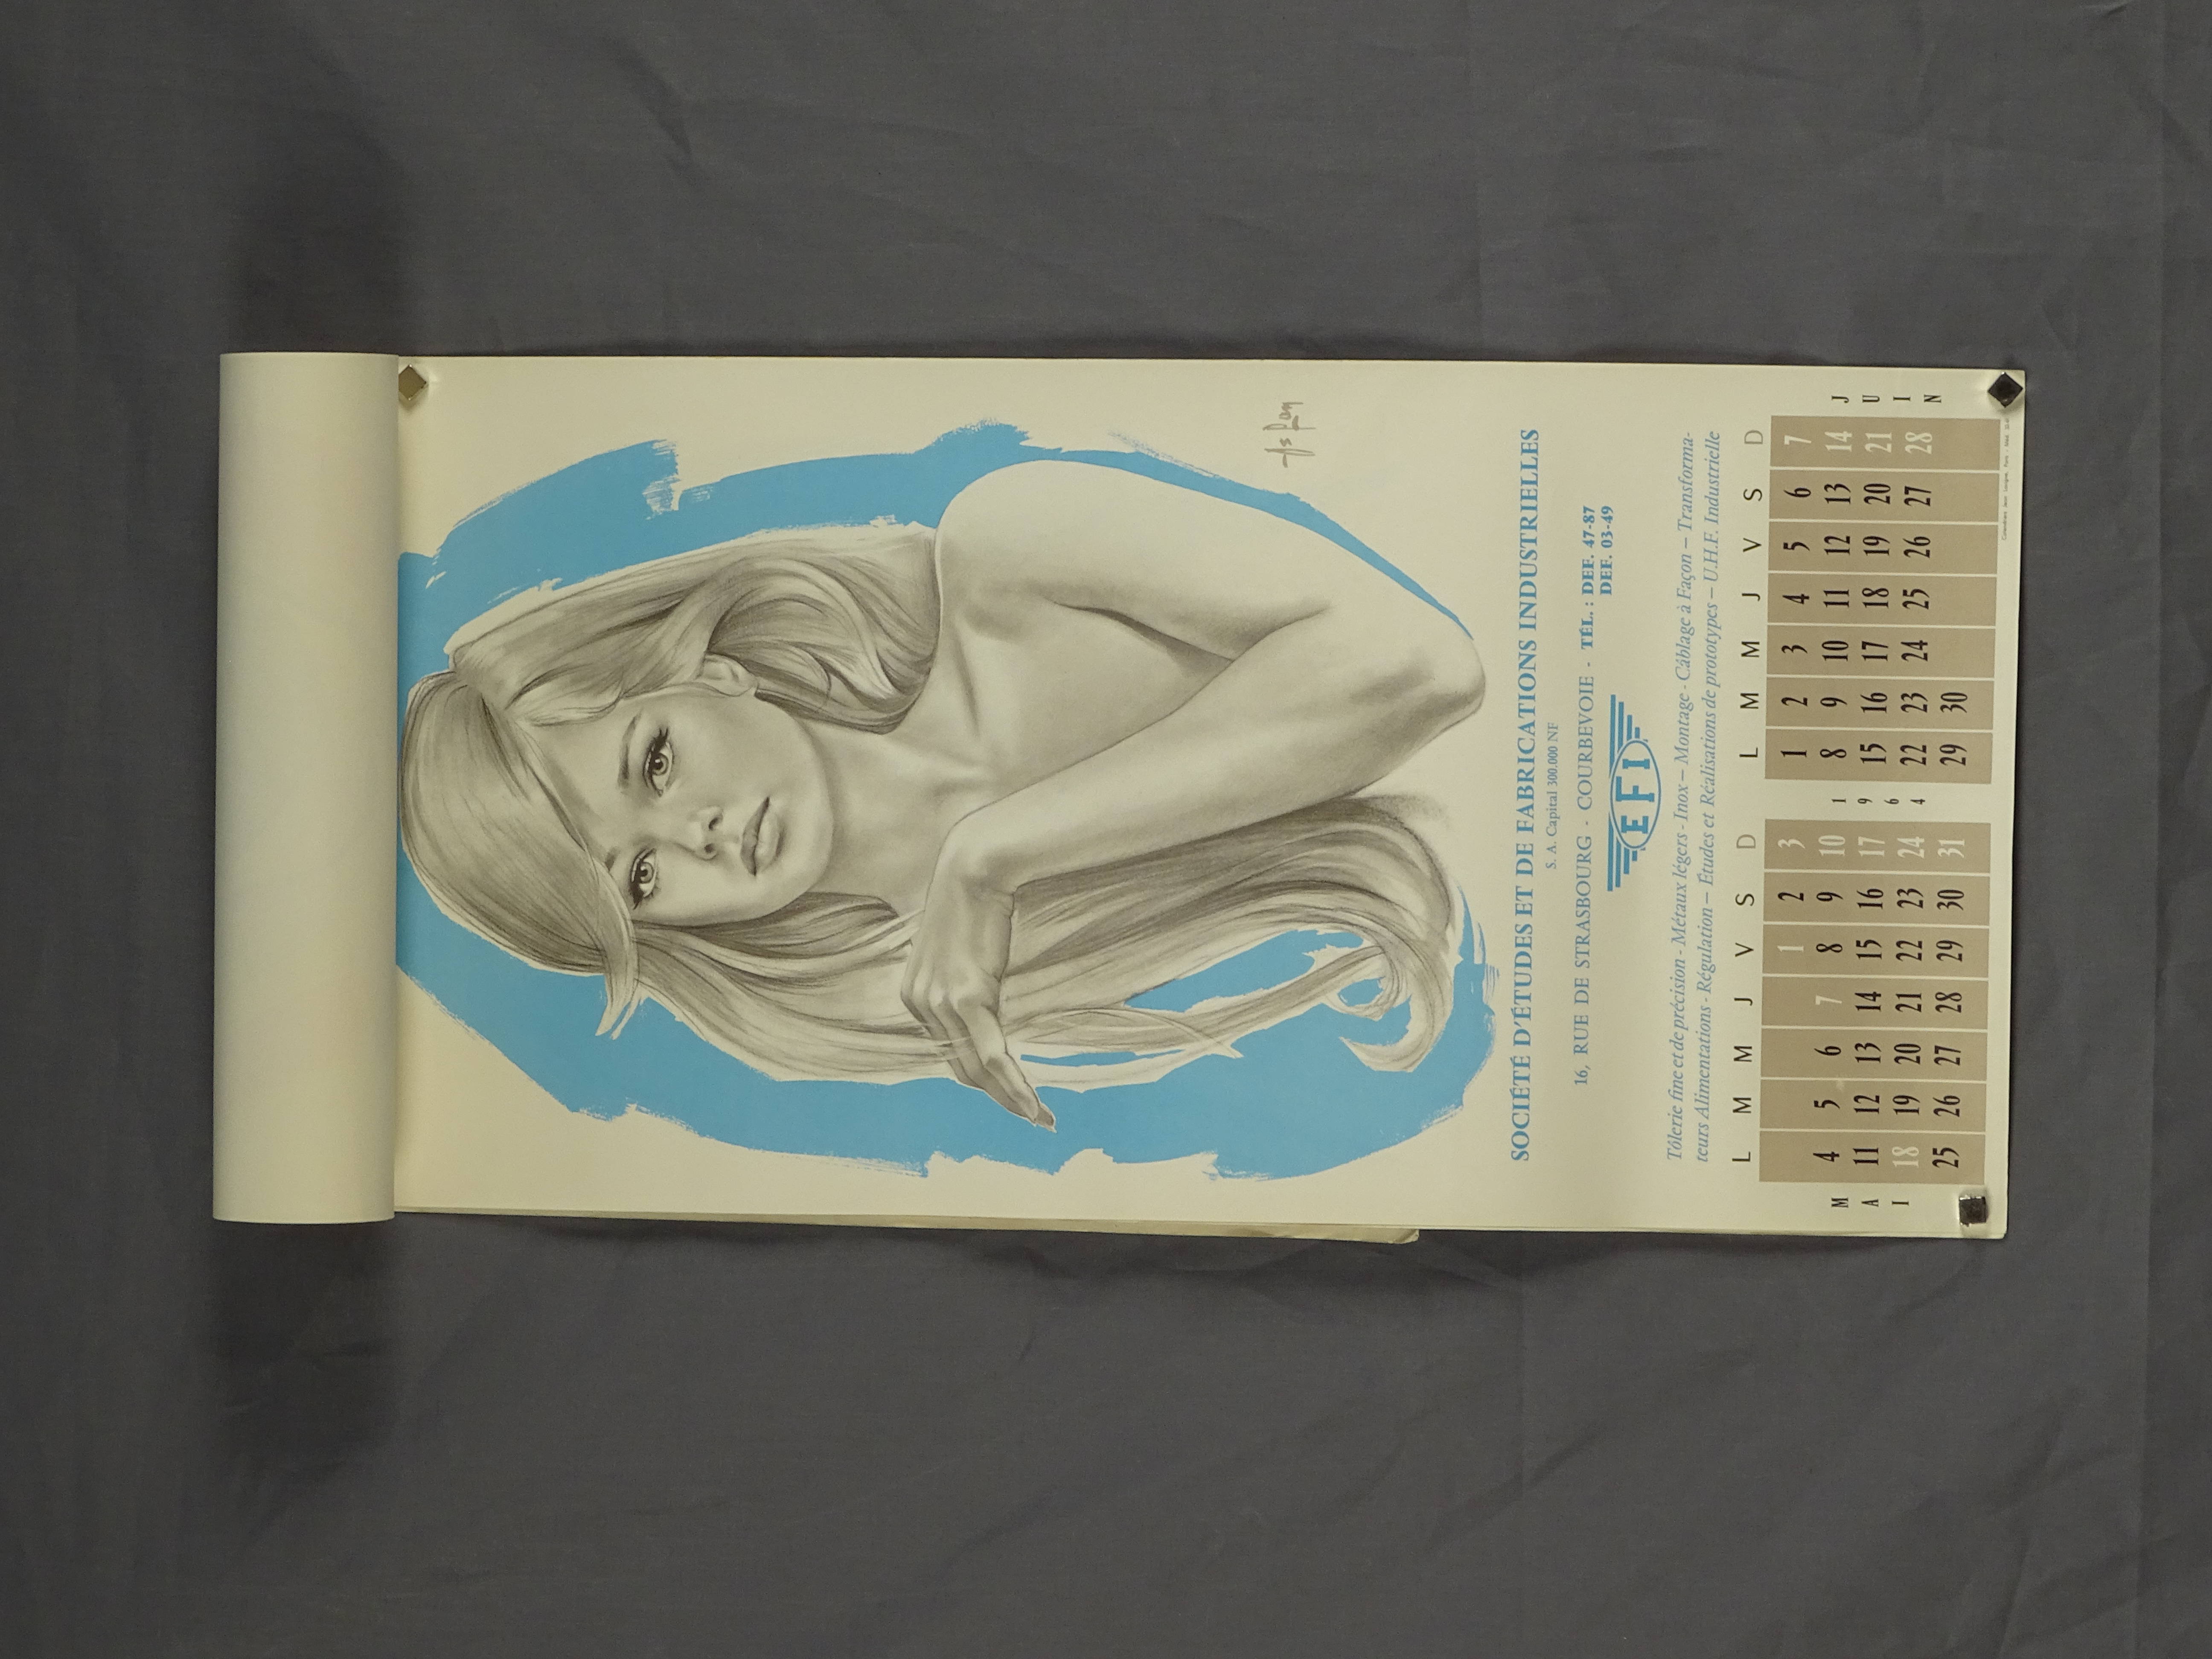 Aslan
SOCIÉTÉ D'ÉTUDES ET DE FABRICATIONS INDUSTRIELLES
S. A. Capital 300.000 NF
16, RUE DE STRASBOURG - COURBEVOIE - TÉL. : DEF. 47-87
DEF. 03-49
EFI
Tôlerie fine et de précision - Métaux légers - Inox – Montage - Câblage à Façon – Transforma-
teurs Alimentations - Régulation – Études et Réalisations de prototypes – U.H.F. Industrielle
L M M J V S D
1 2 3
4 5 6 7 8 9 10
11 12 13 14 15 16 17
18 19 20 21 22 23 24
25 26 27 28 29 30 31
MAI
1964
L M M J V S D
1 2 3 4 5 6 7
8 9 10 11 12 13 14
15 16 17 18 19 20 21
22 23 24 25 26 27 28
29 30
JUIN